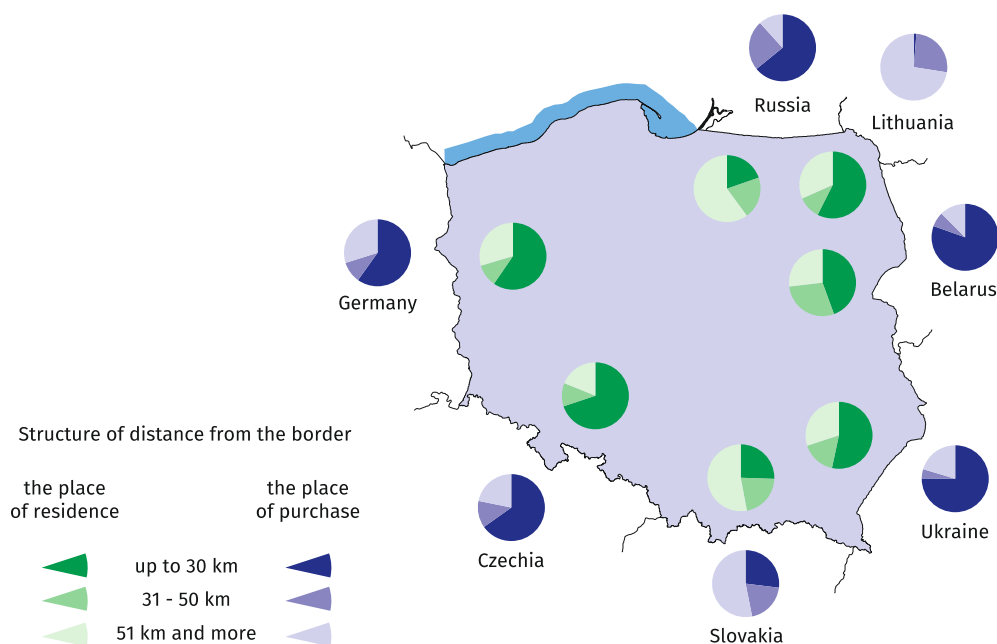 Russia
Lithuania
Germany
Belarus
Structure of distance from the border
the place
of residence
the place
of purchase
Czechia
Ukraine
up to 30 km
31 - 50 km
51 km and more
Slovakia